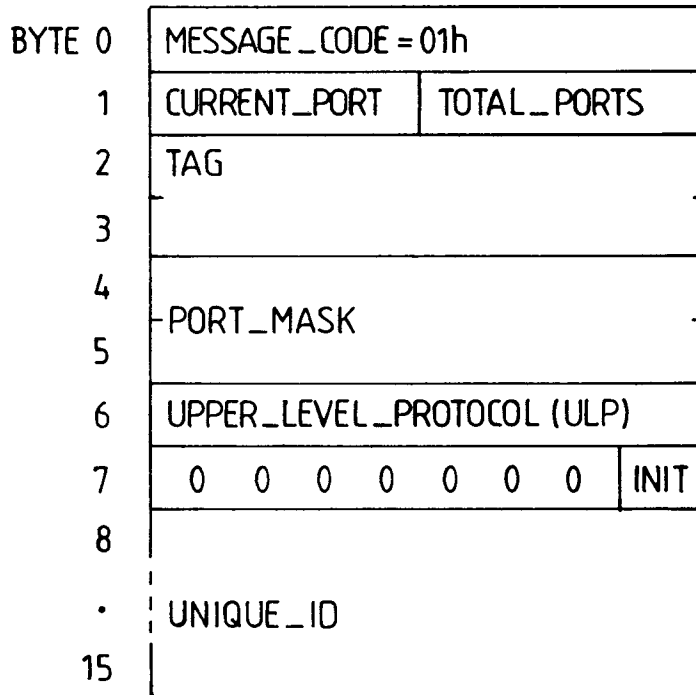 BYTE 0 MESSAGE_CODE = 01h
1 CURRENT_PORT TOTAL_PORTS
2 TAG
3
4
PORT_MASK
5
6 UPPER_LEVEL_PROTOCOL (ULP)
7 0 0 0 0 0 0 0 INIT
8
. UNIQUE_ID
15